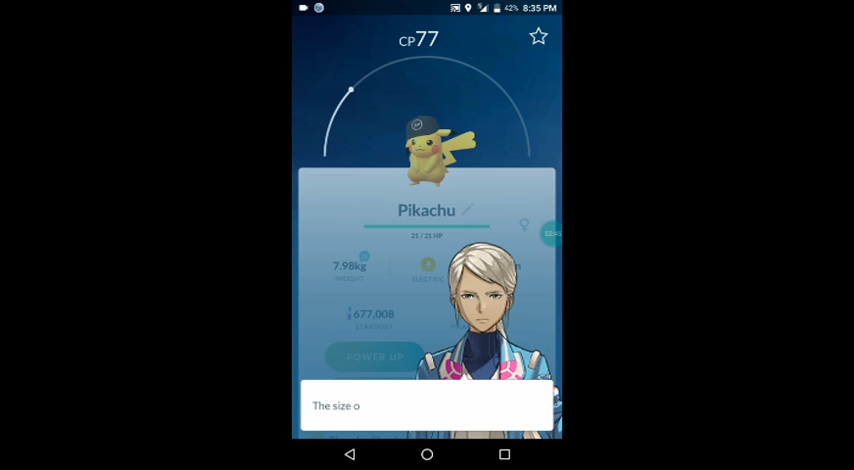 42% 8:35 PM
CP77
Pikachu
21 / 21 HP
7.98kg
WEIGHT
ELECTRIC
677,008
STARDUST
POWER UP
The size o